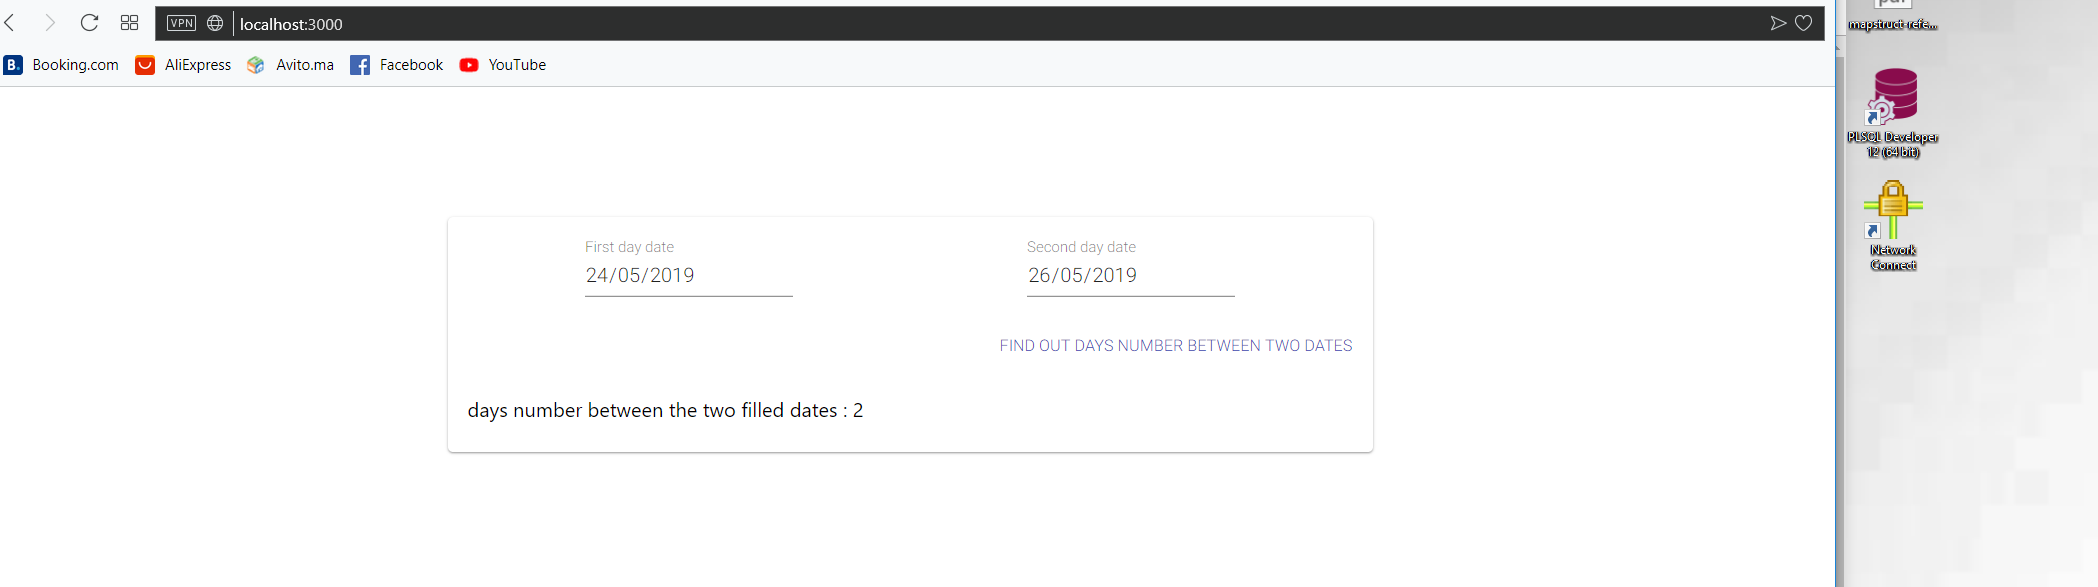 VPN localhost:3000
Booking.com AliExpress Avito.ma Facebook YouTube
First day date Second day date
24/05/2019 26/05/2019
FIND OUT DAYS NUMBER BETWEEN TWO DATES
days number between the two filled dates : 2
mapstruct-refe...
PLSQL Developer
12 (64 bit)
Network
Connect